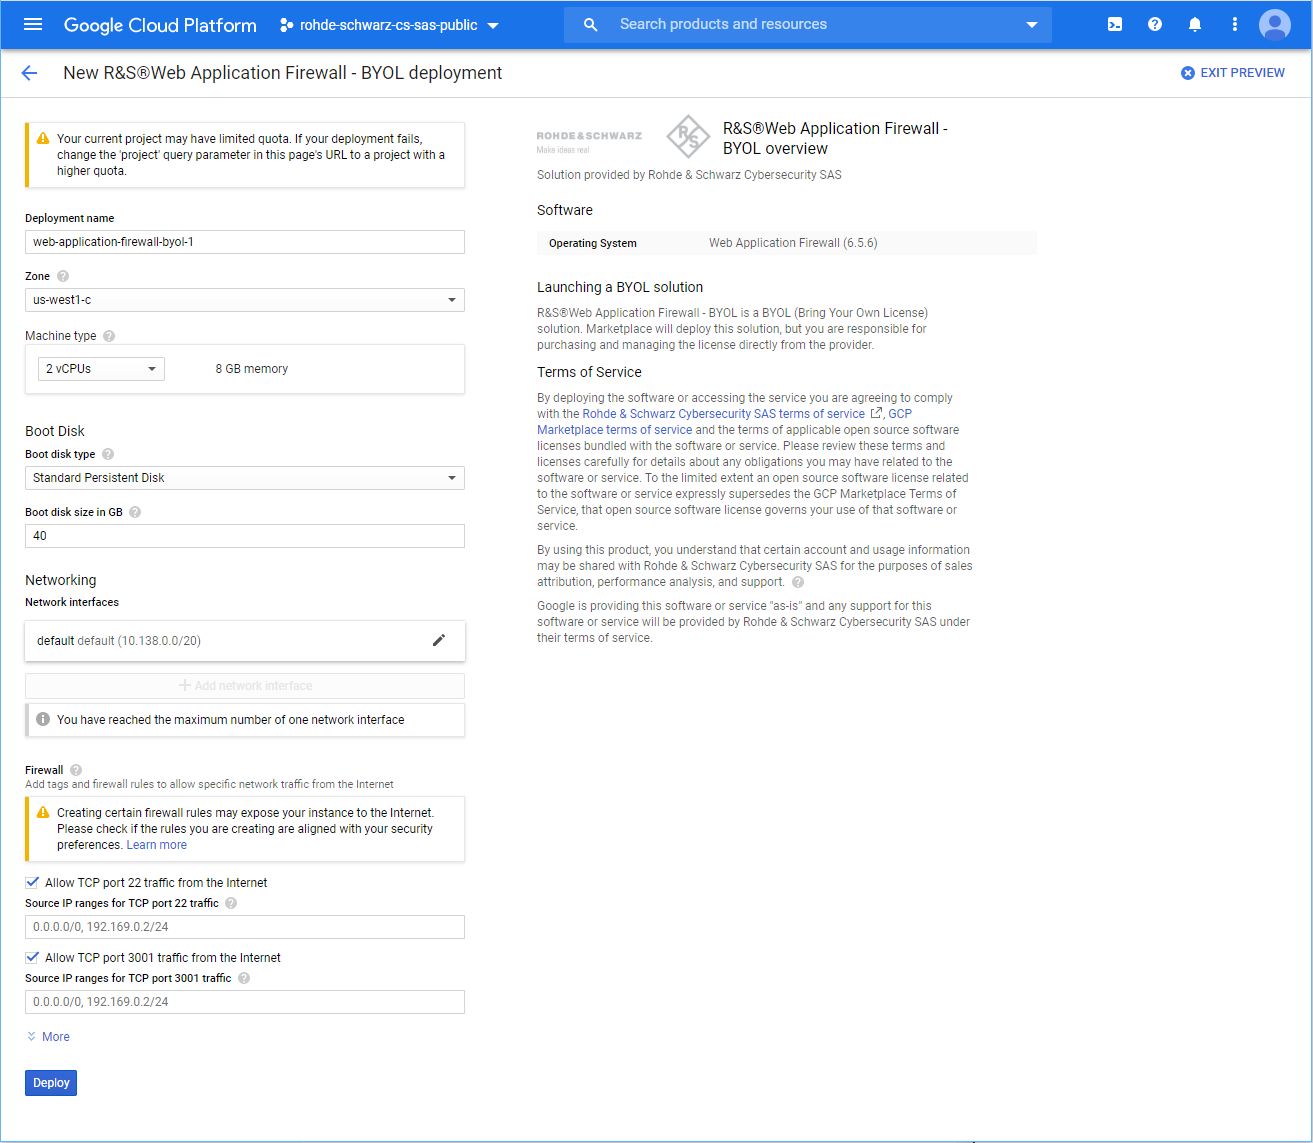 Google Cloud Platform
rohde-schwarz-cs-sas-public
Search products and resources
New R&S®Web Application Firewall - BYOL deployment
EXIT PREVIEW
Your current project may have limited quota. If your deployment fails,
change the 'project' query parameter in this page's URL to a project with a
higher quota.
Deployment name
web-application-firewall-byol-1
Zone
us-west1-c
Machine type
2 vCPUs
8 GB memory
Boot Disk
Boot disk type
Standard Persistent Disk
Boot disk size in GB
40
Networking
Network interfaces
default default (10.138.0.0/20)
Add network interface
You have reached the maximum number of one network interface
Firewall
Add tags and firewall rules to allow specific network traffic from the Internet
Creating certain firewall rules may expose your instance to the Internet.
Please check if the rules you are creating are aligned with your security
preferences. Learn more
Allow TCP port 22 traffic from the Internet
Source IP ranges for TCP port 22 traffic
0.0.0.0/0, 192.169.0.2/24
Allow TCP port 3001 traffic from the Internet
Source IP ranges for TCP port 3001 traffic
0.0.0.0/0, 192.169.0.2/24
More
Deploy
ROHDE&SCHWARZ
Make ideas real
R&S
R&S®Web Application Firewall -
BYOL overview
Solution provided by Rohde & Schwarz Cybersecurity SAS
Software
Operating System
Web Application Firewall (6.5.6)
Launching a BYOL solution
R&S®Web Application Firewall - BYOL is a BYOL (Bring Your Own License)
solution. Marketplace will deploy this solution, but you are responsible for
purchasing and managing the license directly from the provider.
Terms of Service
By deploying the software or accessing the service you are agreeing to comply
with the Rohde & Schwarz Cybersecurity SAS terms of service , GCP
Marketplace terms of service and the terms of applicable open source software
licenses bundled with the software or service. Please review these terms and
licenses carefully for details about any obligations you may have related to the
software or service. To the limited extent an open source software license related
to the software or service expressly supersedes the GCP Marketplace Terms of
Service, that open source software license governs your use of that software or
service.
By using this product, you understand that certain account and usage information
may be shared with Rohde & Schwarz Cybersecurity SAS for the purposes of sales
attribution, performance analysis, and support.
Google is providing this software or service "as-is" and any support for this
software or service will be provided by Rohde & Schwarz Cybersecurity SAS under
their terms of service.